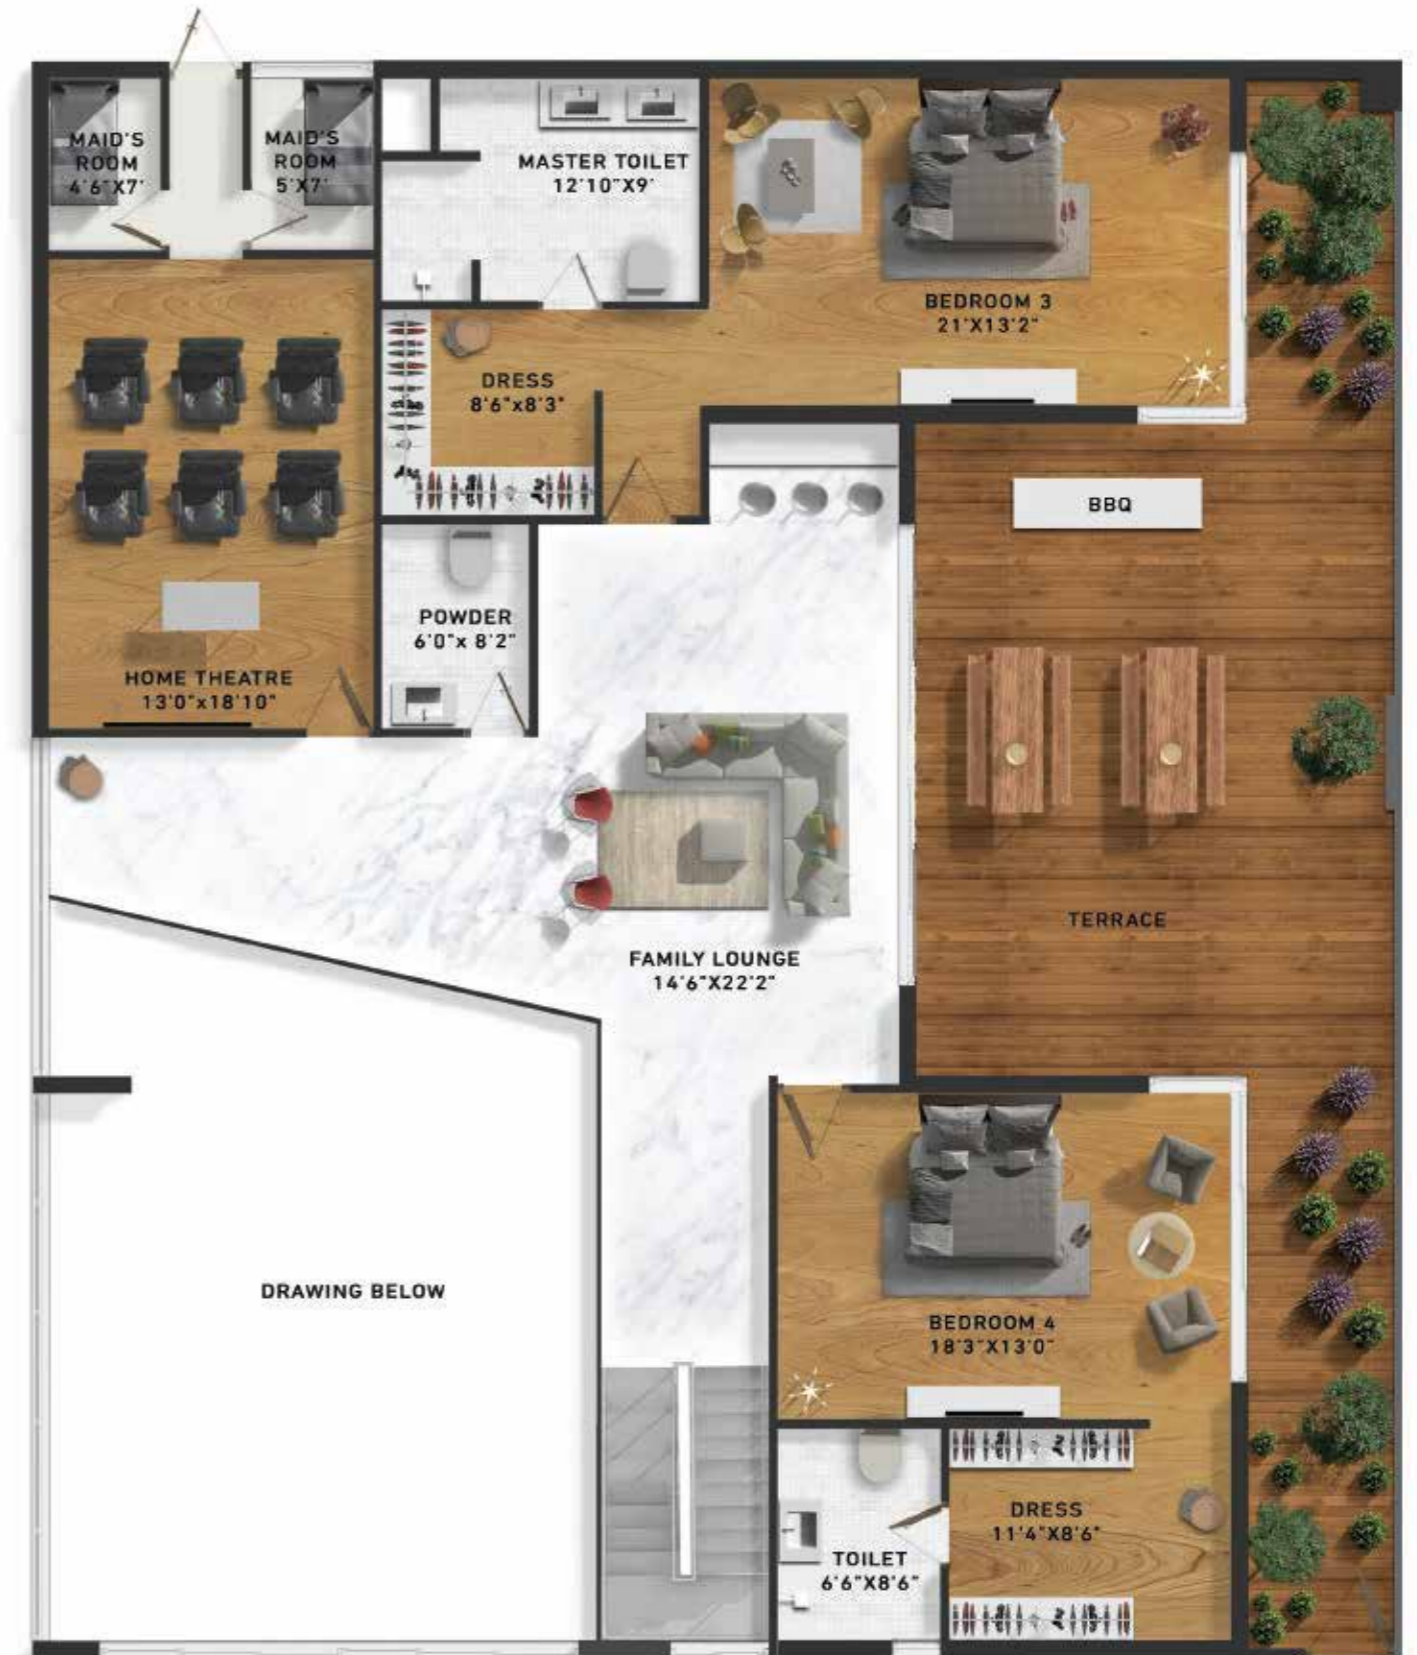 MAID'S
ROOM
4'6"X7'
MAID'S
ROOM
5'X7'
MASTER TOILET
12'10"X9'
BEDROOM 3
21'X13'2"
DRESS
8'6"x8'3"
BBQ
POWDER
6'0"x 8'2"
HOME THEATRE
13'0"x18'10"
TERRACE
FAMILY LOUNGE
14'6"X22'2"
DRAWING BELOW
BEDROOM 4
18'3"X13'0"
DRESS
11'4"X8'6"
TOILET
6'6"X8'6"